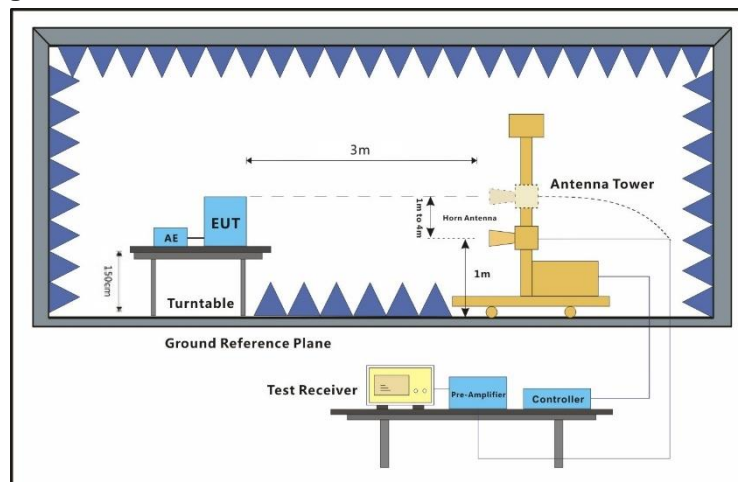 3m
Antenna Tower
1m to 4m
Horn Antenna
EUT
AE
150cm
1m
Turntable
Ground Reference Plane
Test Receiver
Pre-Amplifier
Controller